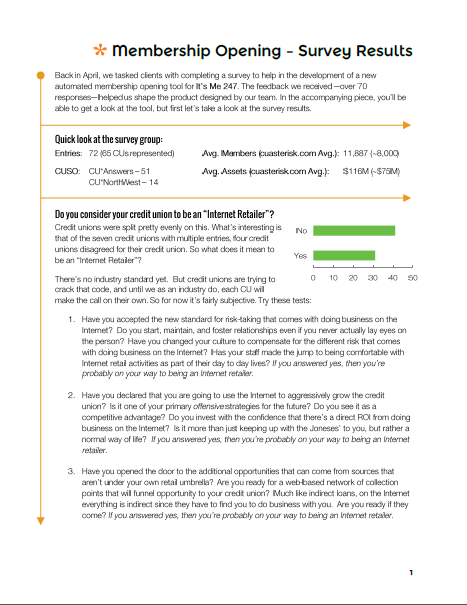 * Membership Opening – Survey Results
Back in April, we tasked clients with completing a survey to help in the development of a new
automated membership opening tool for It's Me 247. The feedback we received—over 70
responses—helped us shape the product designed by our team. In the accompanying piece, you'll be
able to get a look at the tool, but first let's take a look at the survey results.
Quick look at the survey group:
Entries: 72 (65 CUs represented) Avg. Members (cuasterisk.com Avg.): 11,887 (~8,000)
CUSO: CU*Answers – 51 Avg. Assets (cuasterisk.com Avg.): $116M (~$75M)
CU*NorthWest – 14
Do you consider your credit union to be an "Internet Retailer"?
Credit unions were split pretty evenly on this. What's interesting is
that of the seven credit unions with multiple entries, four credit
unions disagreed for their credit union. So what does it mean to
be an "Internet Retailer"?
No
Yes
0 10 20 30 40 50
There's no industry standard yet. But credit unions are trying to
crack that code, and until we as an industry do, each CU will
make the call on their own. So for now it's fairly subjective. Try these tests:
1. Have you accepted the new standard for risk-taking that comes with doing business on the
Internet? Do you start, maintain, and foster relationships even if you never actually lay eyes on
the person? Have you changed your culture to compensate for the different risk that comes
with doing business on the Internet? Has your staff made the jump to being comfortable with
Internet retail activities as part of their day to day lives? If you answered yes, then you're
probably on your way to being an Internet retailer.
2. Have you declared that you are going to use the Internet to aggressively grow the credit
union? Is it one of your primary offensive strategies for the future? Do you see it as a
competitive advantage? Do you invest with the confidence that there's a direct ROI from doing
business on the Internet? Is it more than just keeping up with the Joneses' to you, but rather a
normal way of life? If you answered yes, then you're probably on your way to being an Internet
retailer.
3. Have you opened the door to the additional opportunities that can come from sources that
aren't under your own retail umbrella? Are you ready for a web-based network of collection
points that will funnel opportunity to your credit union? Much like indirect loans, on the Internet
everything is indirect since they have to find you to do business with you. Are you ready if they
come? If you answered yes, then you're probably on your way to being an Internet retailer.
1